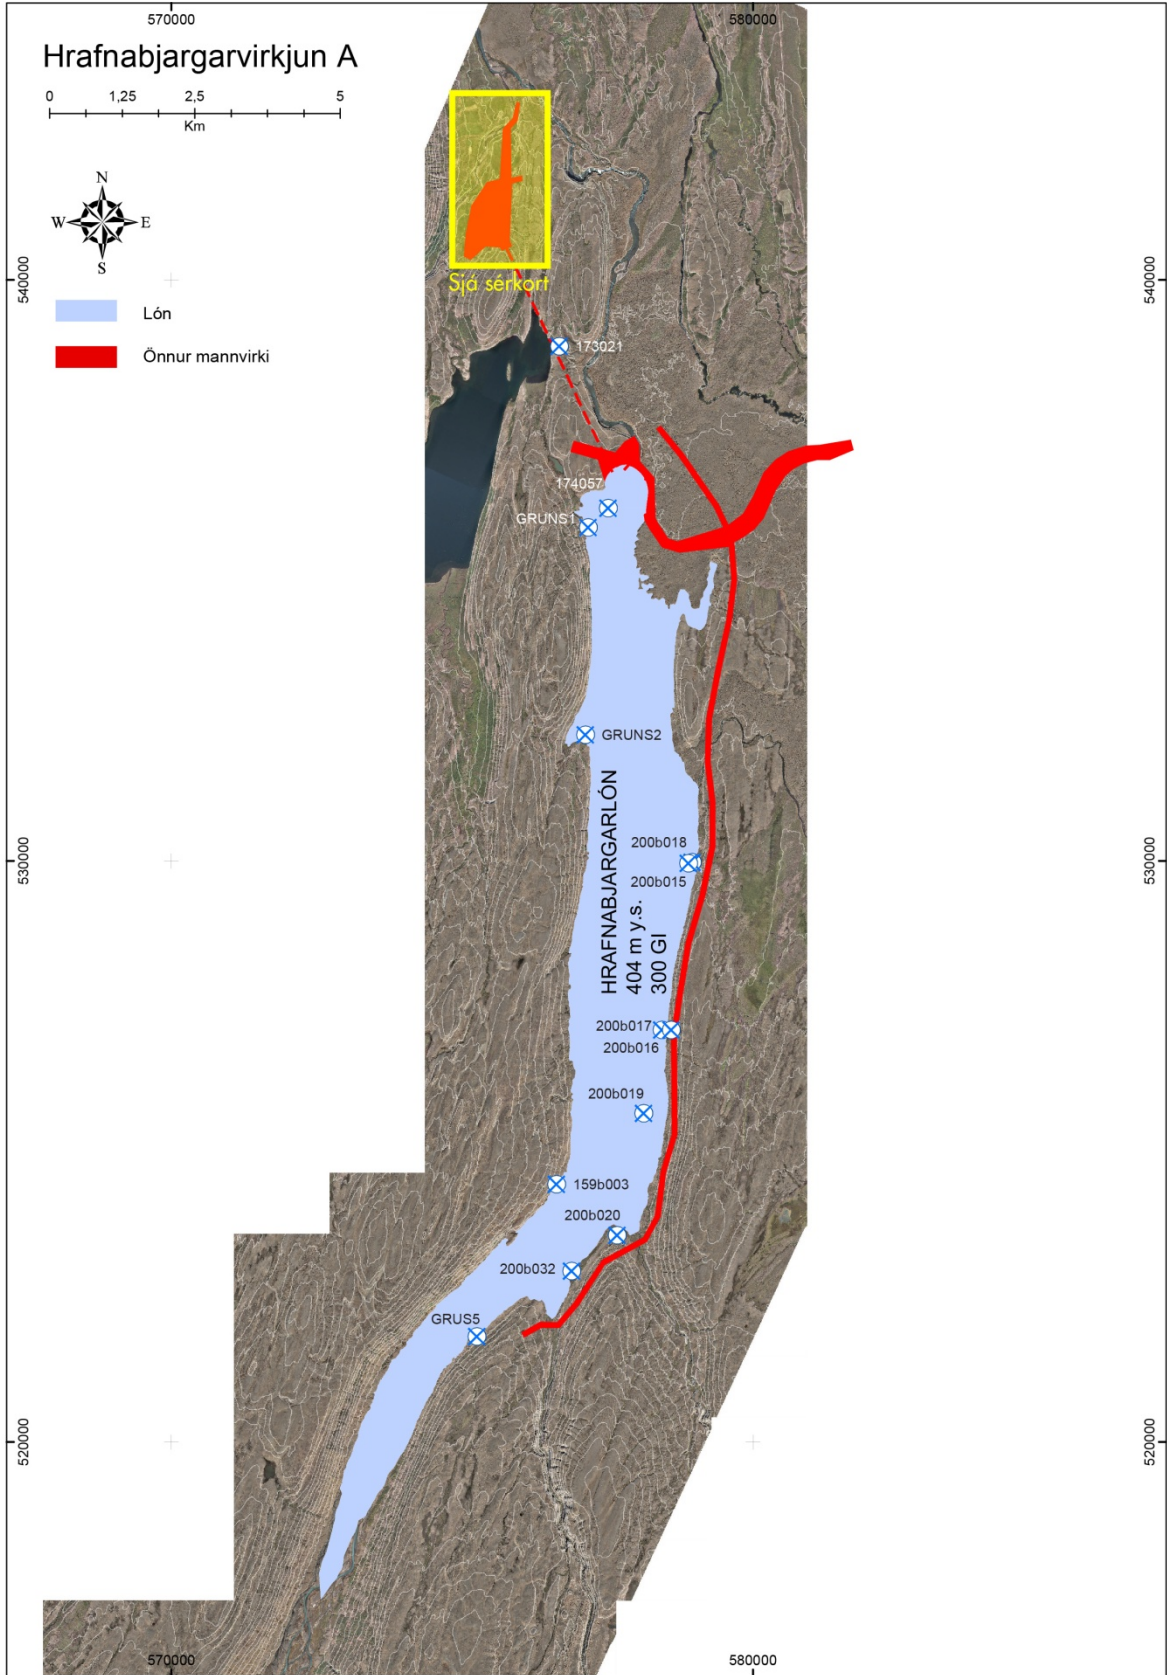 570000
580000
Hrafnabjargarvirkjun A
0 1,25 2,5 5
Km
N
W E
S
Sjá sérkort
540000
540000
Lón
Önnur mannvirki
173021
174057
GRUNS1
GRUNS2
HRAFNABJARGARLÓN
404 m y.s.
300 Gl
200b018
200b015
530000
530000
200b017
200b016
200b019
159b003
200b020
200b032
GRUS5
520000
520000
570000
580000